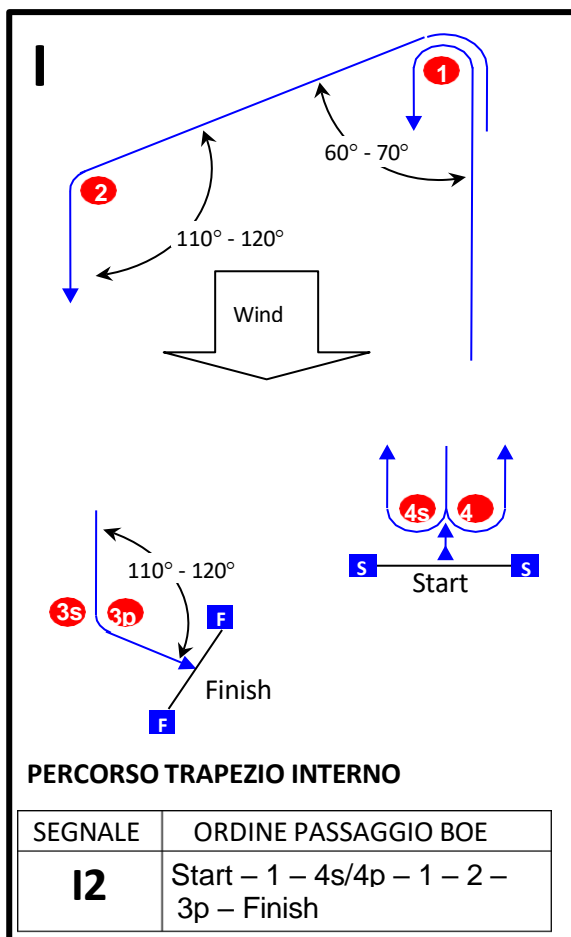 I
1
60° - 70°
2
110° - 120°
Wind
4s 4
S S
Start
110° - 120°
3s 3p
F
Finish
F
PERCORSO TRAPEZIO INTERNO
SEGNALE ORDINE PASSAGGIO BOE
I2 Start – 1 – 4s/4p – 1 – 2 –
3p – Finish